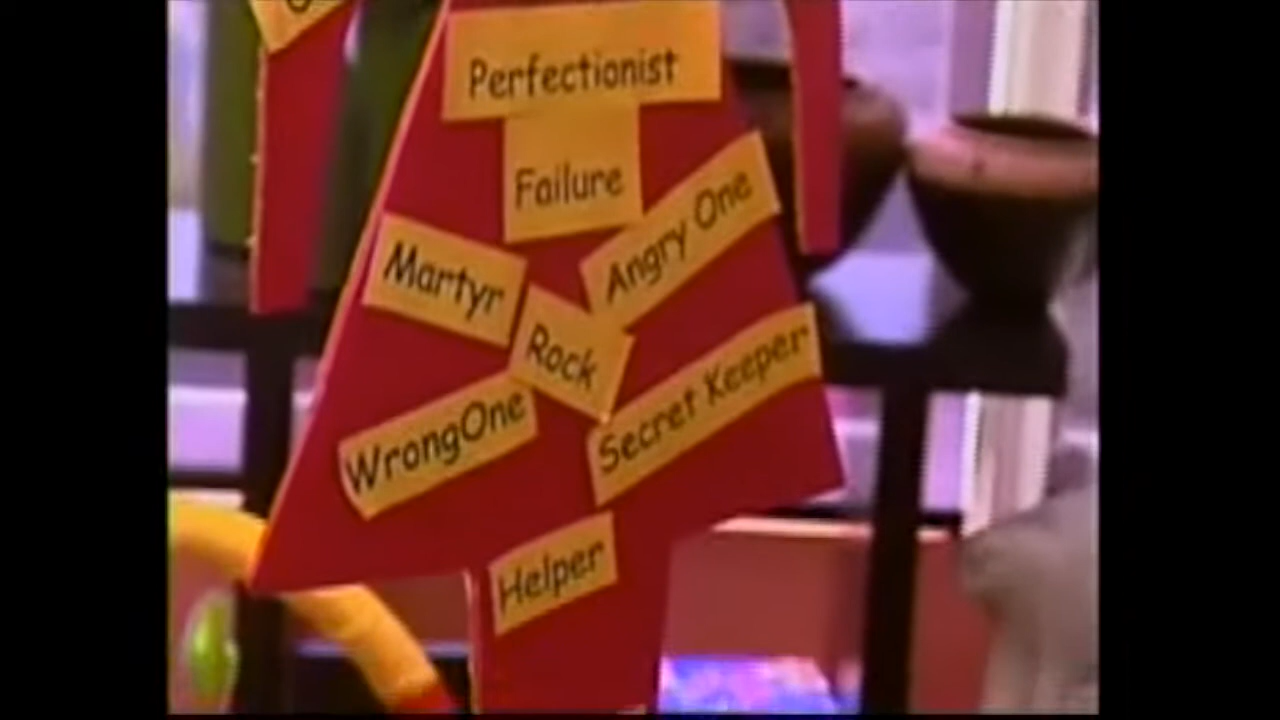 Perfectionist
Failure
Angry One
Martyr
Rock
Secret Keeper
WrongOne
Helper